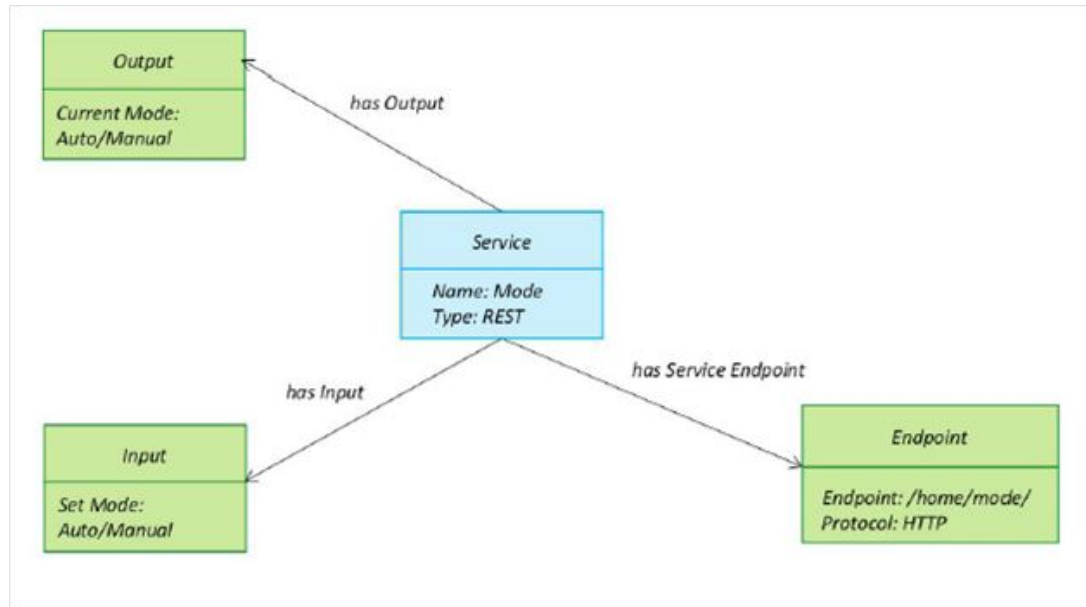 Output
Current Mode:
Auto/Manual
has Output
Service
Name: Mode
Type: REST
has Input
has Service Endpoint
Input
Set Mode:
Auto/Manual
Endpoint
Endpoint: /home/mode/
Protocol: HTTP